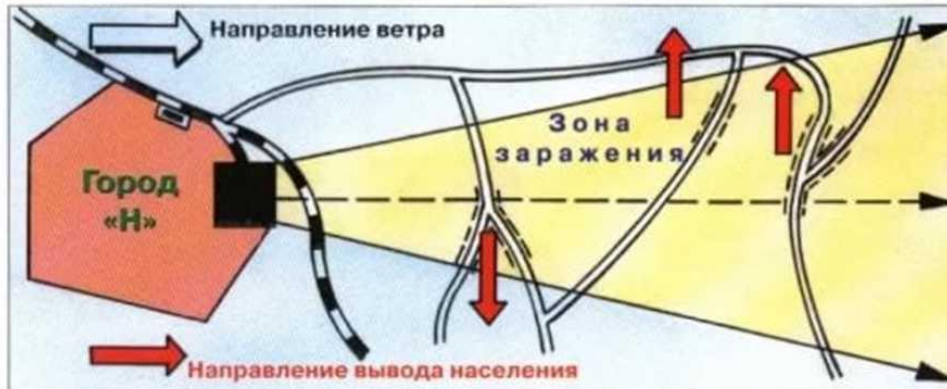 Направление ветра
Зона
заражения
Город
«Н»
Направление вывода населения